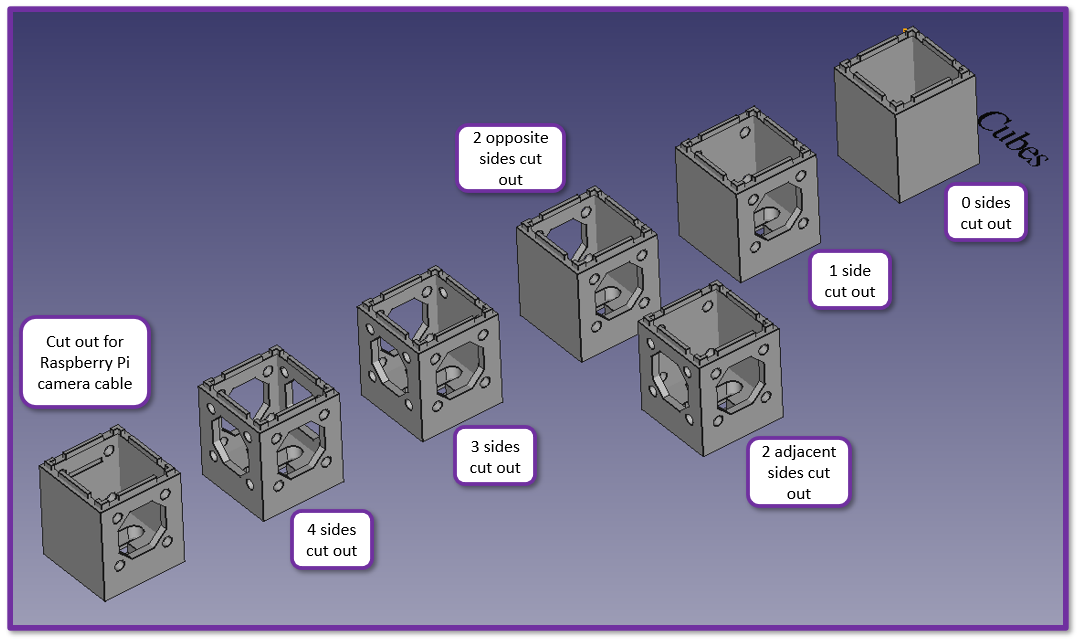 Cubes
0 sides
cut out
1 side
cut out
2 opposite
sides cut
out
2 adjacent
sides cut
out
3 sides
cut out
4 sides
cut out
Cut out for
Raspberry Pi
camera cable